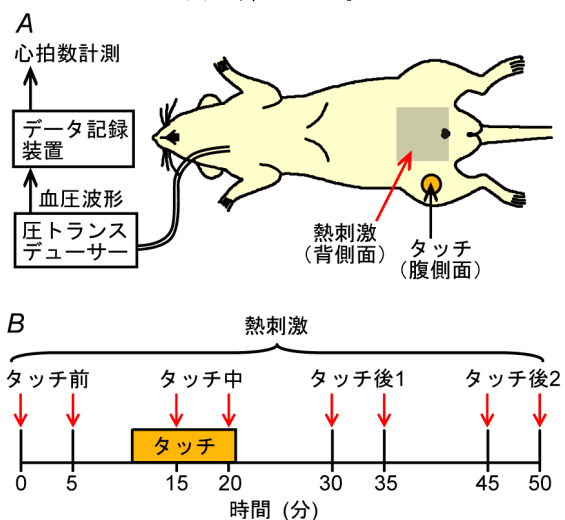 A
心拍数計測
データ記録
装置
血圧波形
圧トランス
デューサー
熱刺激
（背側面）
タッチ
（腹側面）
B
熱刺激
タッチ前
タッチ中
タッチ後1
タッチ後2
タッチ
0 5 15 20 30 35 45 50
時間 (分)